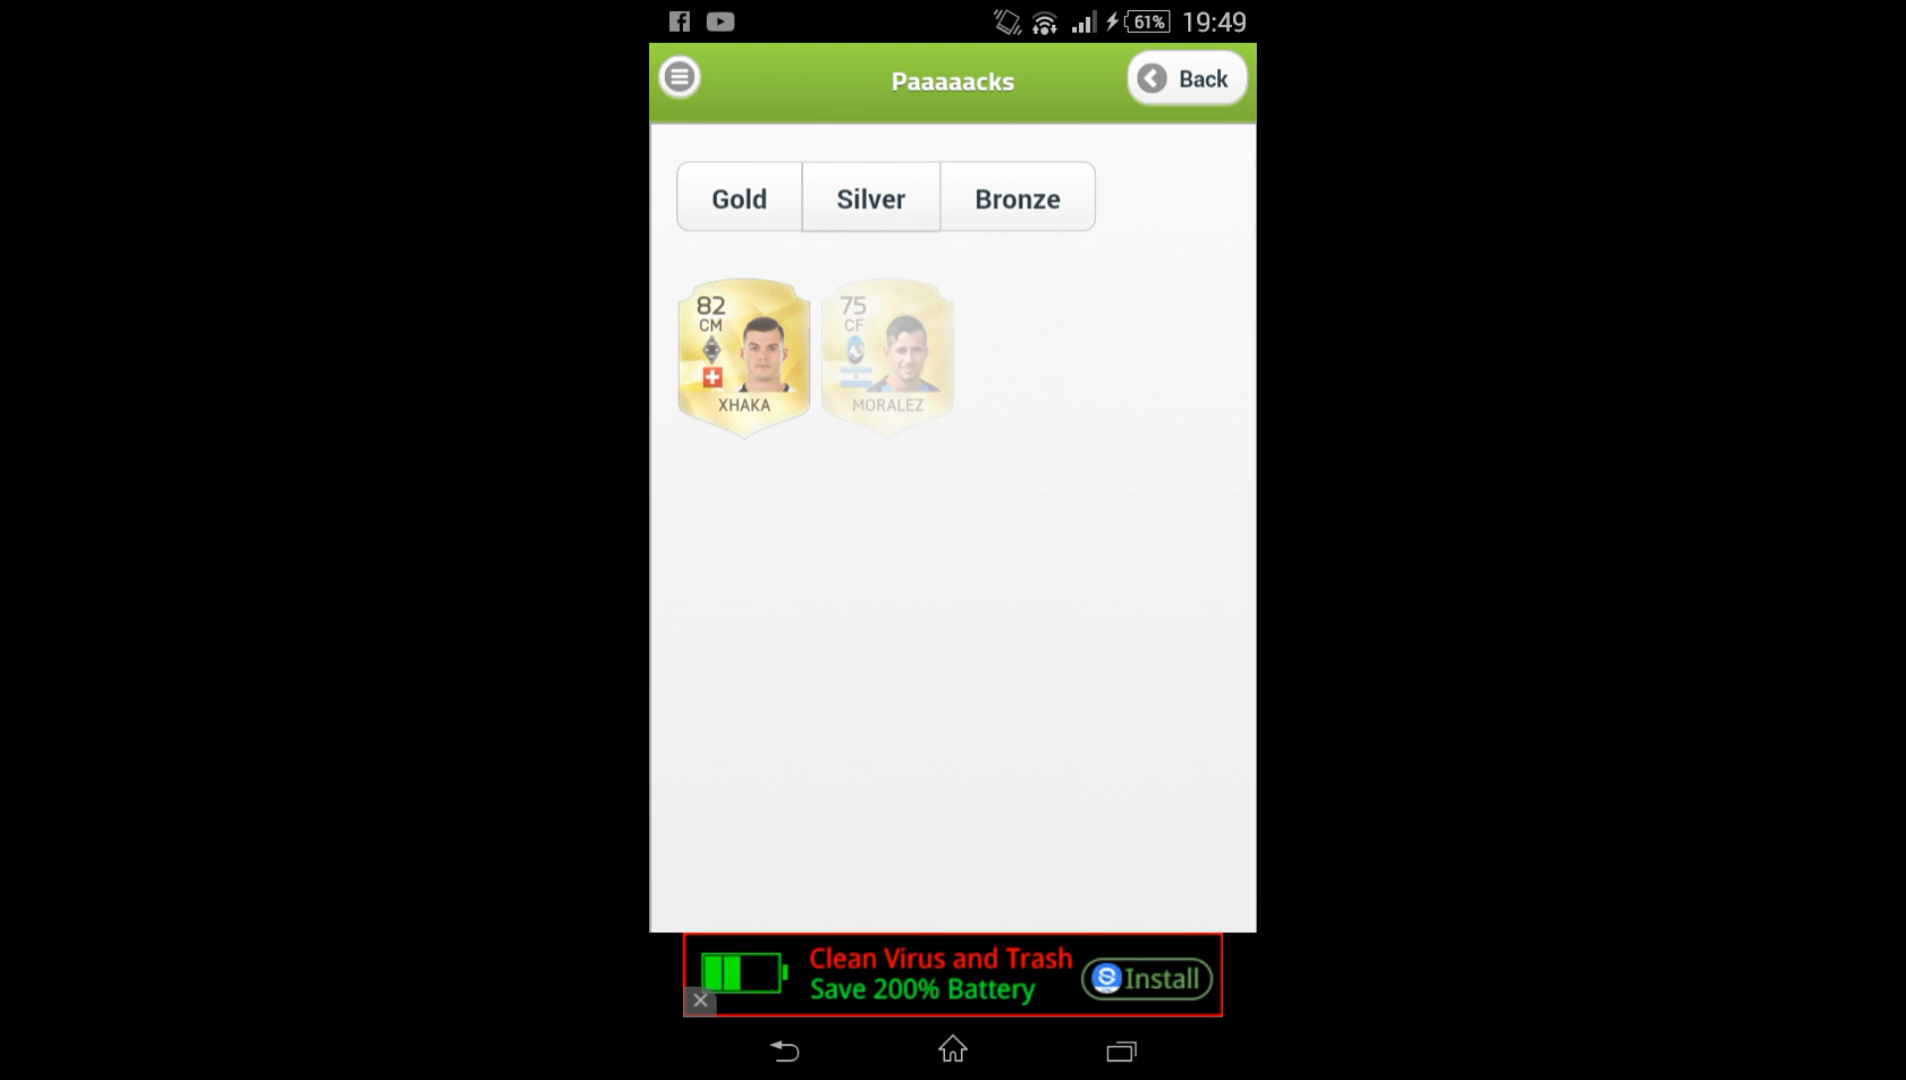 61% 19:49
Paaaaacks
Back
Gold Silver Bronze
82
CM
XHAKA
75
CF
MORALEZ
Clean Virus and Trash
Save 200% Battery
Install